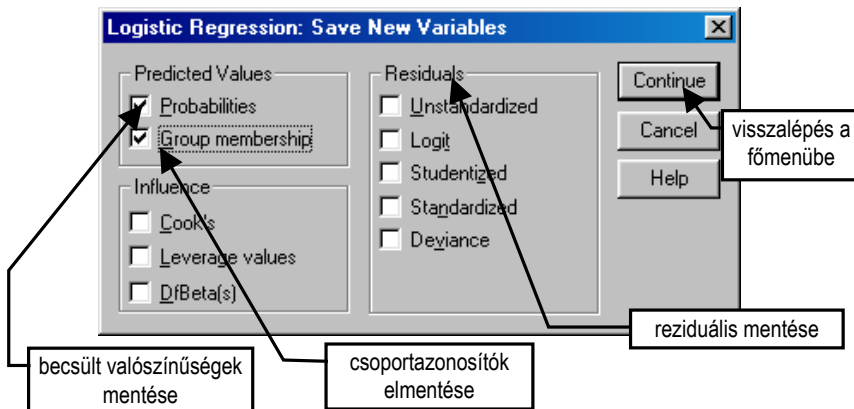 Logistic Regression: Save New Variables
Predicted Values
Probabilities
Group membership
Influence
Cook's
Leverage values
DfBeta(s)
Residuals
Unstandardized
Logit
Studentized
Standardized
Deviance
Continue
Cancel
Help
visszalépés a
főmenübe
reziduális mentése
becsült valószínűségek
mentése
csoportazonosítók
elmentése